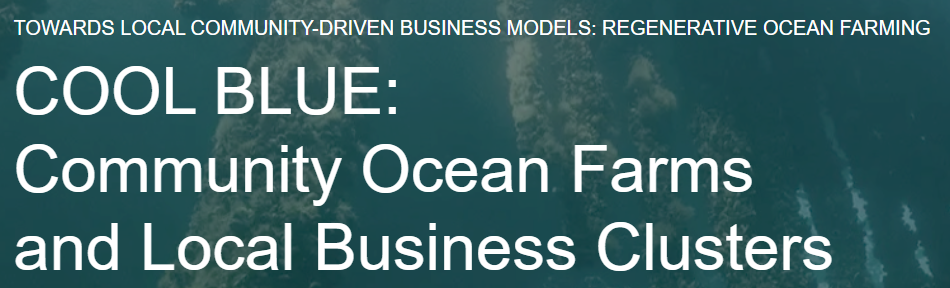 TOWARDS LOCAL COMMUNITY-DRIVEN BUSINESS MODELS: REGENERATIVE OCEAN FARMING
COOL BLUE:
Community Ocean Farms
and Local Business Clusters